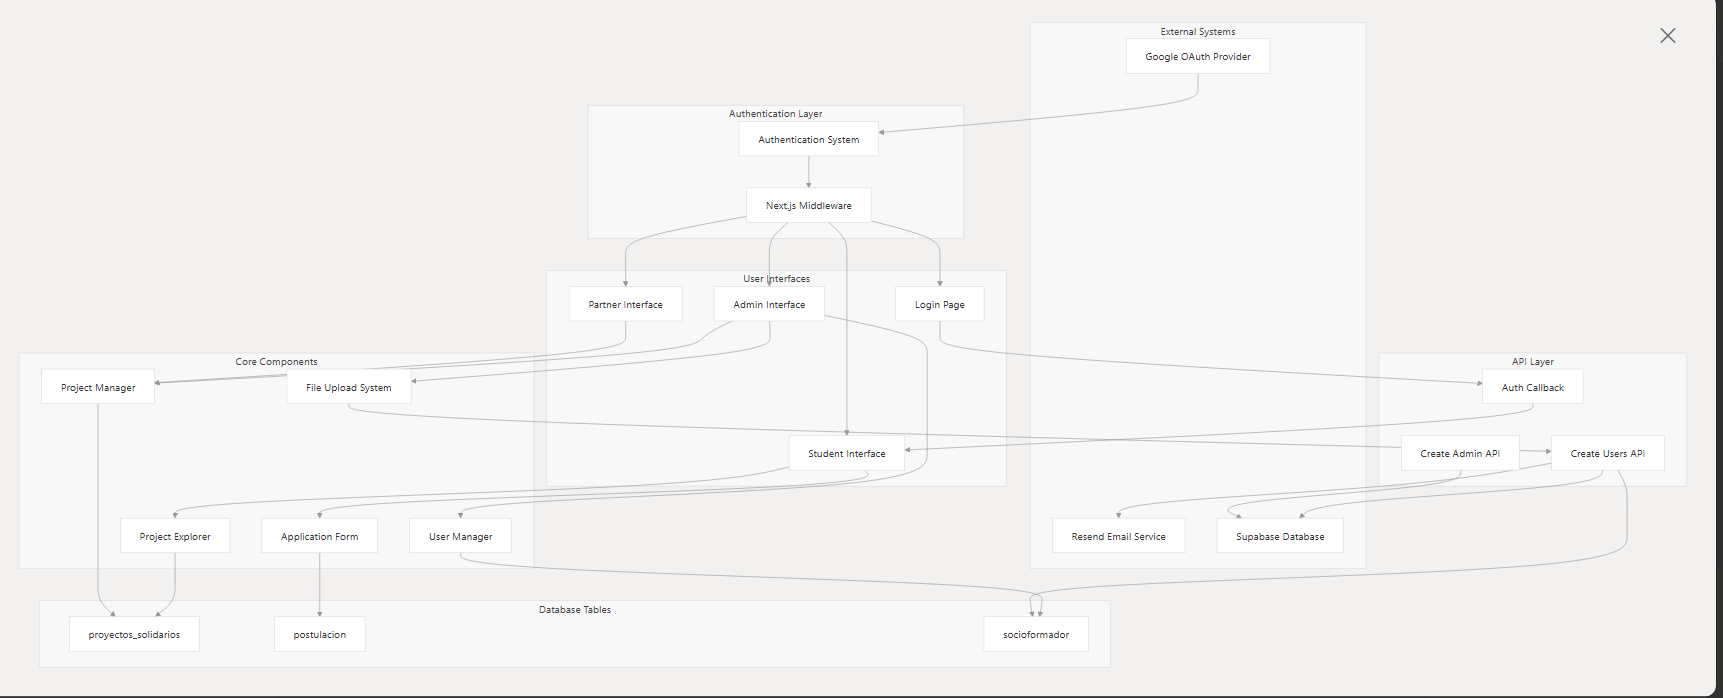 External Systems
Google OAuth Provider
Authentication Layer
Authentication System
Next.js Middleware
User Interfaces
Partner Interface
Admin Interface
Login Page
Core Components
Project Manager
File Upload System
API Layer
Auth Callback
Student Interface
Create Admin API
Create Users API
Project Explorer
Application Form
User Manager
Resend Email Service
Supabase Database
Database Tables
proyectos_solidarios
postulacion
socioformador